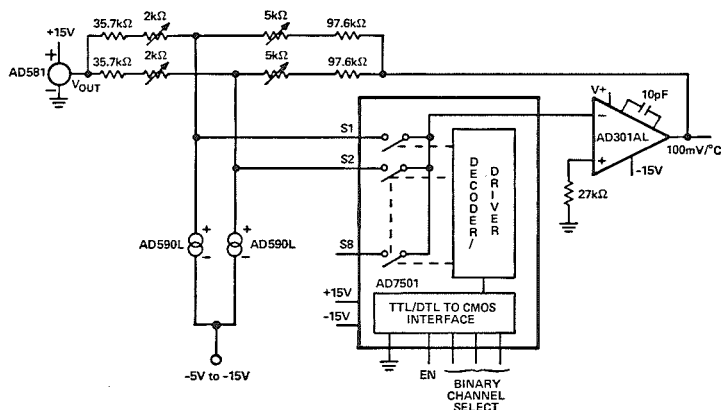 +15V
35.7kΩ
2kΩ
5kΩ
97.6kΩ
+
AD581
VOUT
–
35.7kΩ
2kΩ
5kΩ
97.6kΩ
V+
10pF
–
AD301AL
+
100mV/°C
–15V
27kΩ
S1
S2
S8
DECODER/
DRIVER
+
AD590L
–
+
AD590L
–
AD7501
+15V
–15V
TTL/DTL TO CMOS
INTERFACE
–5V to –15V
EN
BINARY
CHANNEL
SELECT